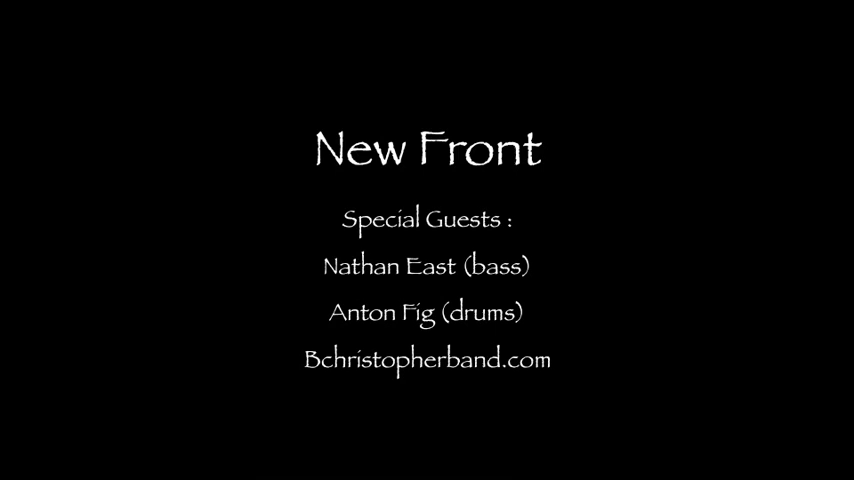 New Front
Special Guests :
Nathan East (bass)
Anton Fig (drums)
Bchristopherband.com